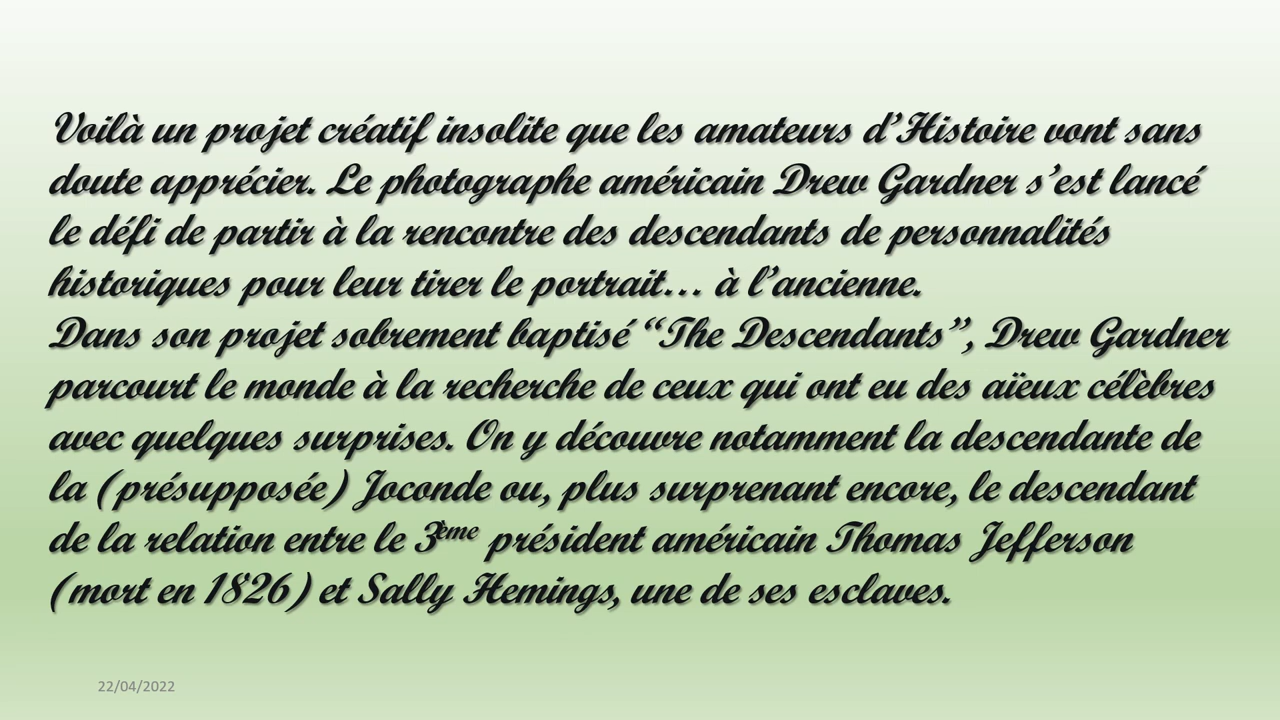 Voilà un projet créatif insolite que les amateurs d’Histoire vont sans
doute apprécier. Le photographe américain Drew Gardner s’est lancé
le défi de partir à la rencontre des descendants de personnalités
historiques pour leur tirer le portrait… à l’ancienne.
Dans son projet sobrement baptisé “The Descendants”, Drew Gardner
parcourt le monde à la recherche de ceux qui ont eu des aïeux célèbres
avec quelques surprises. On y découvre notamment la descendante de
la (présupposée) Joconde ou, plus surprenant encore, le descendant
de la relation entre le 3ème président américain Thomas Jefferson
(mort en 1826) et Sally Hemings, une de ses esclaves.
22/04/2022